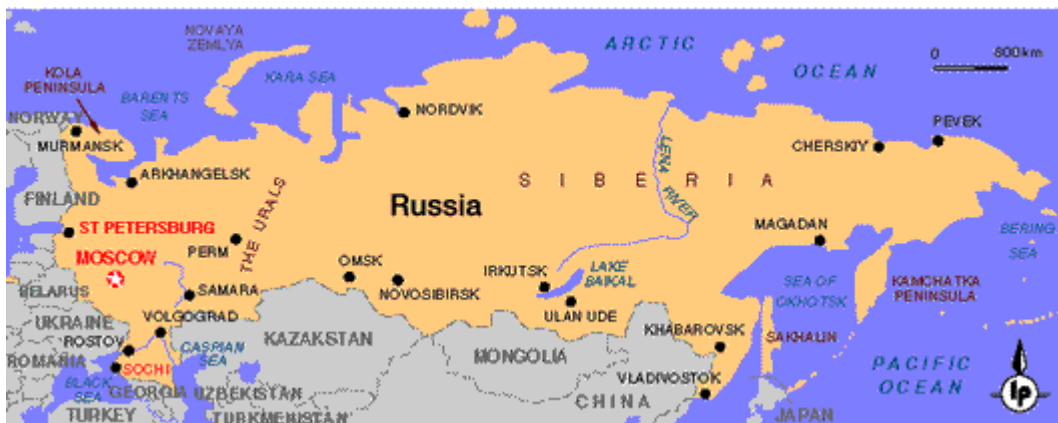 NOVAYA
ZEMLYA
ARCTIC
OCEAN
0 800km
KOLA
PENINSULA
KARA SEA
BARENTS
SEA
NORDVIK
NORWAY
MURMANSK
PEVEK
CHERSKIY
LENA
RIVER
ARKHANGELSK
FINLAND
SIBERIA
Russia
THE URALS
ST PETERSBURG
MAGADAN
BERING
SEA
PERM
MOSCOW
OMSK
IRKUTSK
LAKE
BAIKAL
SEA OF
OKHOTSK
KAMCHATKA
PENINSULA
BELARUS
SAMARA
NOVOSIBIRSK
ULAN UDE
VOLGOGRAD
UKRAINE
KAZAKSTAN
KHABAROVSK
SAKHALIN
ROSTOV
CASPIAN
SEA
MONGOLIA
ROMANIA
SOCHI
PACIFIC
OCEAN
BLACK
SEA
GEORGIA
UZBEKISTAN
VLADIVOSTOK
CHINA
lp
TURKEY
TURKMENISTAN
JAPAN